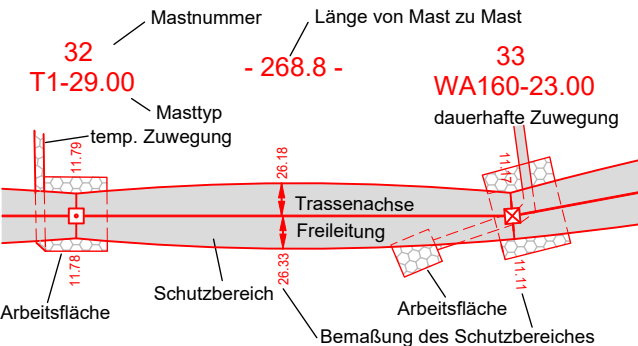 Mastnummer
Länge von Mast zu Mast
32
T1-29.00
- 268.8 -
33
WA160-23.00
Masttyp
temp. Zuwegung
dauerhafte Zuwegung
11.79
26.18
11.17
Trassenachse
Freileitung
11.78
26.33
11.11
Schutzbereich
Arbeitsfläche
Arbeitsfläche
Bemaßung des Schutzbereiches